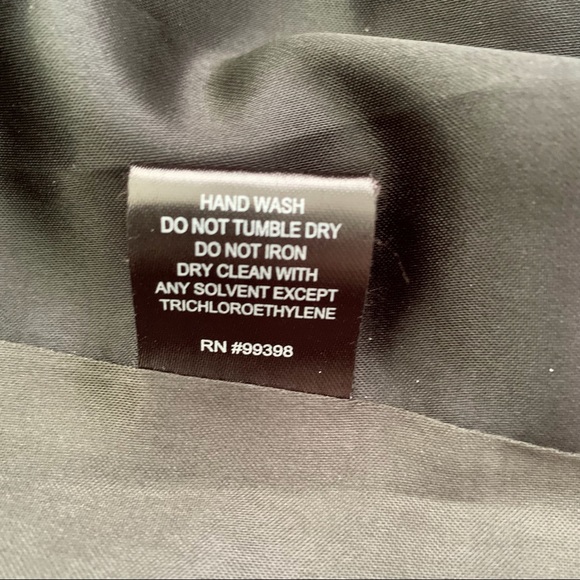 HAND WASH
DO NOT TUMBLE DRY
DO NOT IRON
DRY CLEAN WITH
ANY SOLVENT EXCEPT
TRICHLOROETHYLENE
RN #99398